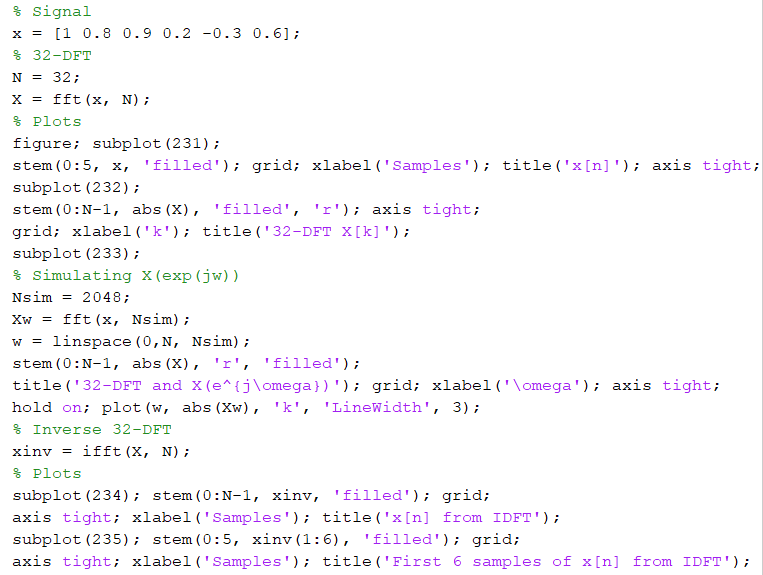 % Signal
x = [1 0.8 0.9 0.2 -0.3 0.6];
% 32-DFT
N = 32;
X = fft(x, N);
% Plots
figure; subplot(231);
stem(0:5, x, 'filled'); grid; xlabel('Samples'); title('x[n]'); axis tight;
subplot(232);
stem(0:N-1, abs(X), 'filled', 'r'); axis tight;
grid; xlabel('k'); title('32-DFT X[k]');
subplot(233);
% Simulating X(exp(jw))
Nsim = 2048;
Xw = fft(x, Nsim);
w = linspace(0,N, Nsim);
stem(0:N-1, abs(X), 'r', 'filled');
title('32-DFT and X(e^{j\omega})'); grid; xlabel('\omega'); axis tight;
hold on; plot(w, abs(Xw), 'k', 'LineWidth', 3);
% Inverse 32-DFT
xinv = ifft(X, N);
% Plots
subplot(234); stem(0:N-1, xinv, 'filled'); grid;
axis tight; xlabel('Samples'); title('x[n] from IDFT');
subplot(235); stem(0:5, xinv(1:6), 'filled'); grid;
axis tight; xlabel('Samples'); title('First 6 samples of x[n] from IDFT');